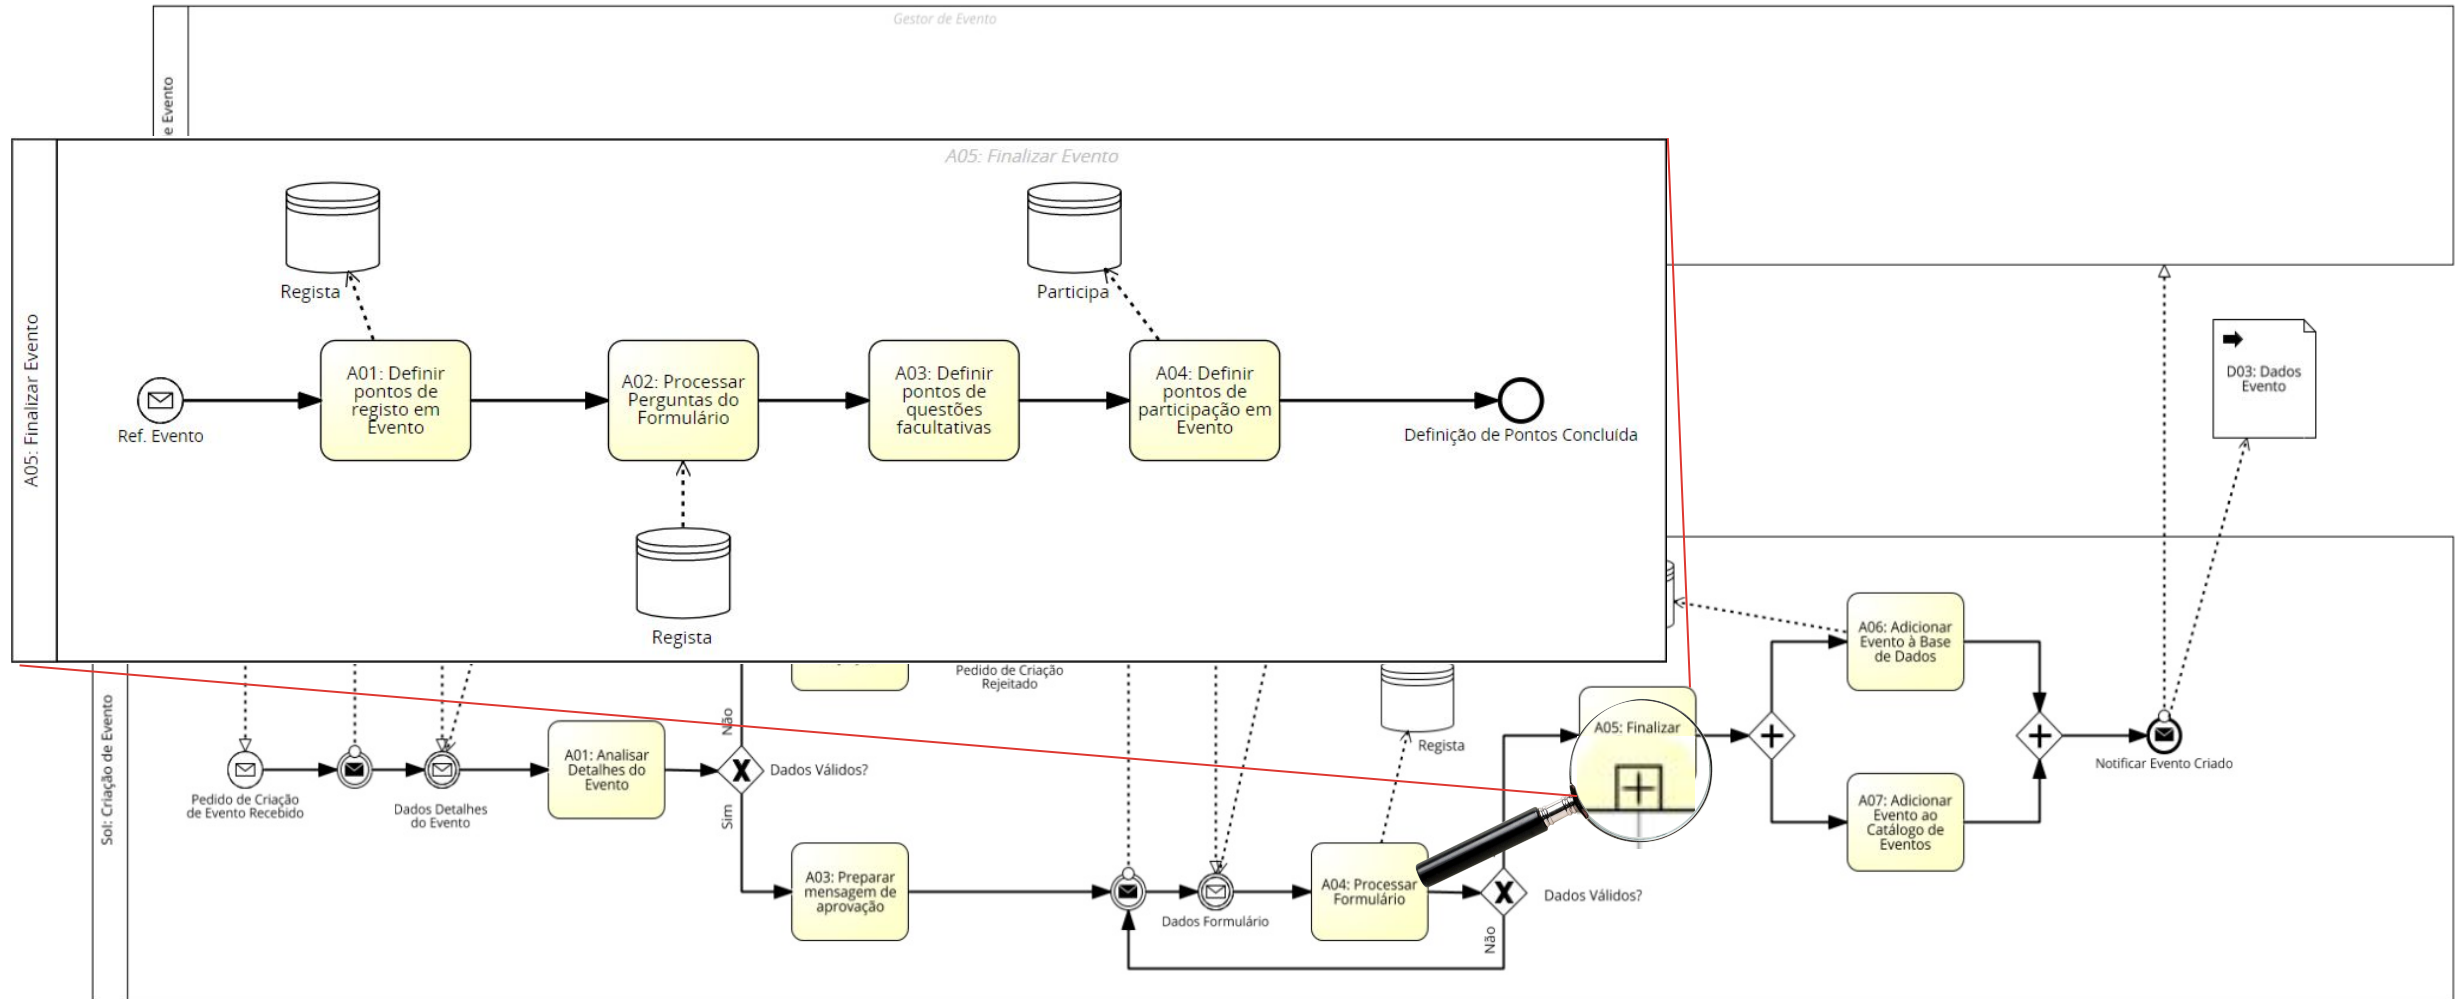 Gestor de Evento
e Evento
A05: Finalizar Evento
A05: Finalizar Evento
Regista
Participa
Ref. Evento
A01: Definir
pontos de
registo em
Evento
A02: Processar
Perguntas do
Formulário
A03: Definir
pontos de
questões
facultativas
A04: Definir
pontos de
participação em
Evento
Definição de Pontos Concluída
Regista
D03: Dados
Evento
Sol: Criação de Evento
Pedido de Criação
de Evento Recebido
Dados Detalhes
do Evento
A01: Analisar
Detalhes do
Evento
Não
Dados Válidos?
Sim
Pedido de Criação
Rejeitado
A03: Preparar
mensagem de
aprovação
Dados Formulário
A04: Processar
Formulário
Regista
Dados Válidos?
Não
A05: Finalizar
A06: Adicionar
Evento à Base
de Dados
A07: Adicionar
Evento ao
Catálogo de
Eventos
Notificar Evento Criado